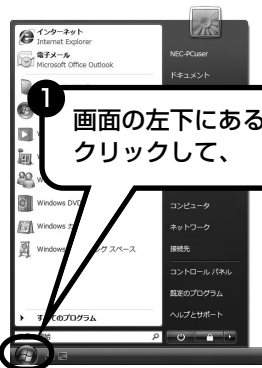 インターネット
Internet Explorer
電子メール
Microsoft Office Outlook
NEC-PCuser
ドキュメント
1
画面の左下にある
クリックして、
Windows DVD
Windows
Windows
グ スペース
すべてのプログラム
コンピュータ
ネットワーク
接続先
コントロール パネル
既定のプログラム
ヘルプとサポート